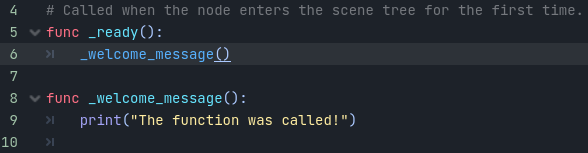 4 # Called when the node enters the scene tree for the first time.
5 func _ready():
6 _welcome_message()
7
8 func _welcome_message():
9 print("The function was called!")
10